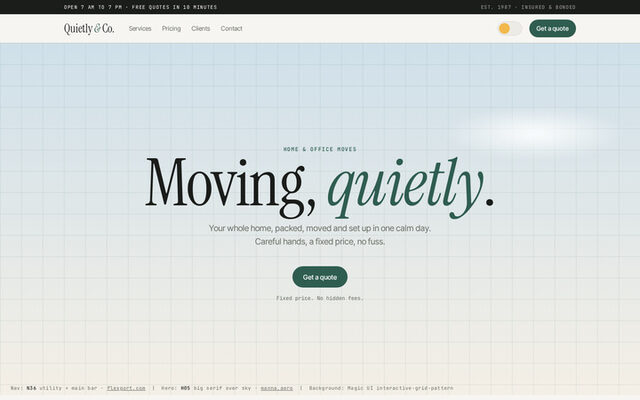 OPEN 7 AM TO 7 PM · FREE QUOTES IN 10 MINUTES
EST. 1987 · INSURED & BONDED
Quietly & Co.
Services
Pricing
Clients
Contact
Get a quote
HOME & OFFICE MOVES
Moving, quietly.
Your whole home, packed, moved and set up in one calm day.
Careful hands, a fixed price, no fuss.
Get a quote
Fixed price. No hidden fees.
Nav: N36 utility + main bar · flexport.com | Hero: H05 big serif over sky · manna.aero | Background: Magic UI interactive-grid-pattern